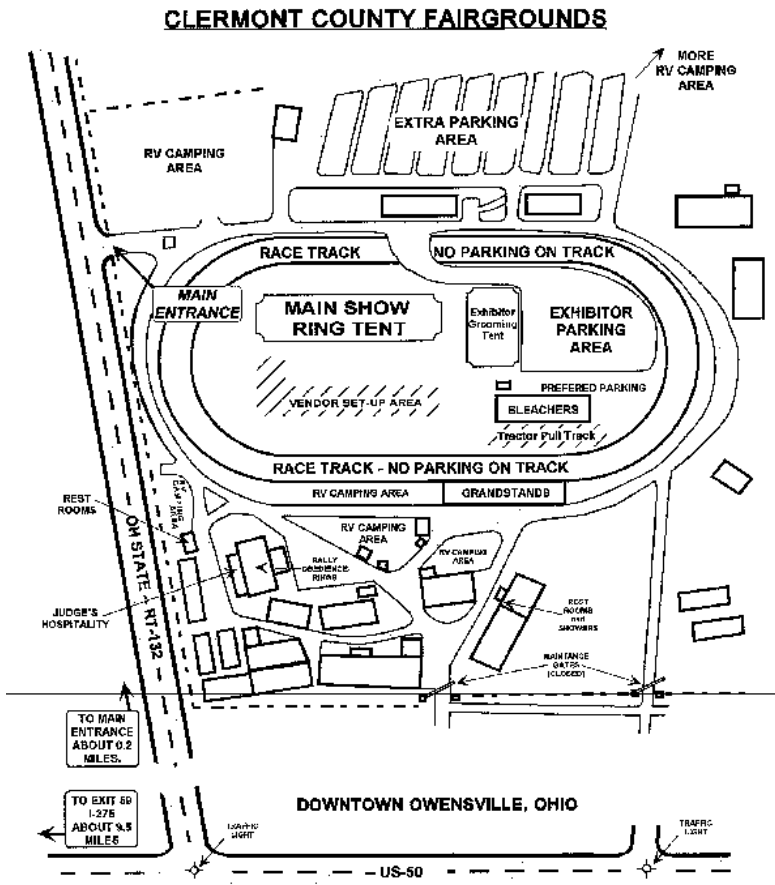 CLERMONT COUNTY FAIRGROUNDS
MORE
RV CAMPING
AREA
EXTRA PARKING
AREA
RV CAMPING
AREA
RACE TRACK
NO PARKING ON TRACK
MAIN
ENTRANCE
MAIN SHOW
RING TENT
Exhibitor
Grooming
Tent
EXHIBITOR
PARKING
AREA
PREFERED PARKING
VENDOR SET-UP AREA
BLEACHERS
Tractor Pull Track
RACE TRACK - NO PARKING ON TRACK
RV CAMPING AREA
GRANDSTANDS
RV
CAMPING
AREA
REST
ROOMS
RV CAMPING
AREA
RALLY
OBEDIENCE
RINGS
RV CAMPING
AREA
OH STATE - RT-132
JUDGE'S
HOSPITALITY
REST
ROOMS
and
SHOWERS
MAINTANCE
GATES
(CLOSED)
TO MAIN
ENTRANCE
ABOUT 0.2
MILES.
TO EXIT 59
I-275
ABOUT 9.5
MILES
DOWNTOWN OWENSVILLE, OHIO
TRAFFIC
LIGHT
TRAFFIC
LIGHT
US-50